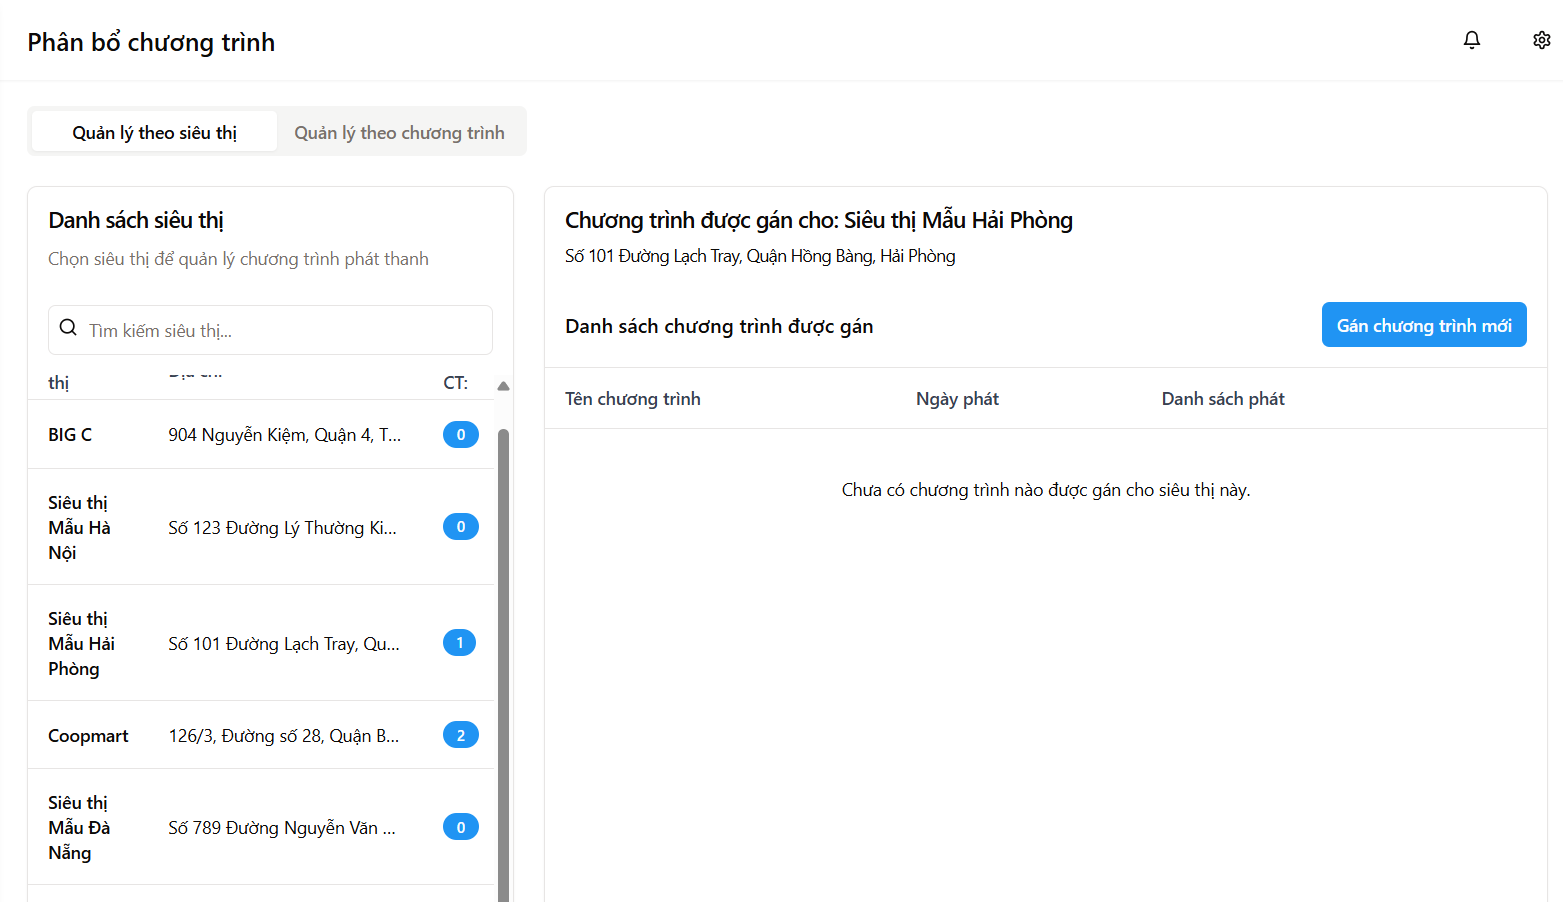 Phân bổ chương trình
Quản lý theo siêu thị
Quản lý theo chương trình
Danh sách siêu thị
Chọn siêu thị để quản lý chương trình phát thanh
Tìm kiếm siêu thị...
thị
CT:
BIG C
904 Nguyễn Kiệm, Quận 4, T...
0
Siêu thị
Mẫu Hà
Nội
Số 123 Đường Lý Thường Ki...
0
Siêu thị
Mẫu Hải
Phòng
Số 101 Đường Lạch Tray, Qu...
1
Coopmart
126/3, Đường số 28, Quận B...
2
Siêu thị
Mẫu Đà
Nẵng
Số 789 Đường Nguyễn Văn ...
0
Chương trình được gán cho: Siêu thị Mẫu Hải Phòng
Số 101 Đường Lạch Tray, Quận Hồng Bàng, Hải Phòng
Danh sách chương trình được gán
Gán chương trình mới
Tên chương trình
Ngày phát
Danh sách phát
Chưa có chương trình nào được gán cho siêu thị này.